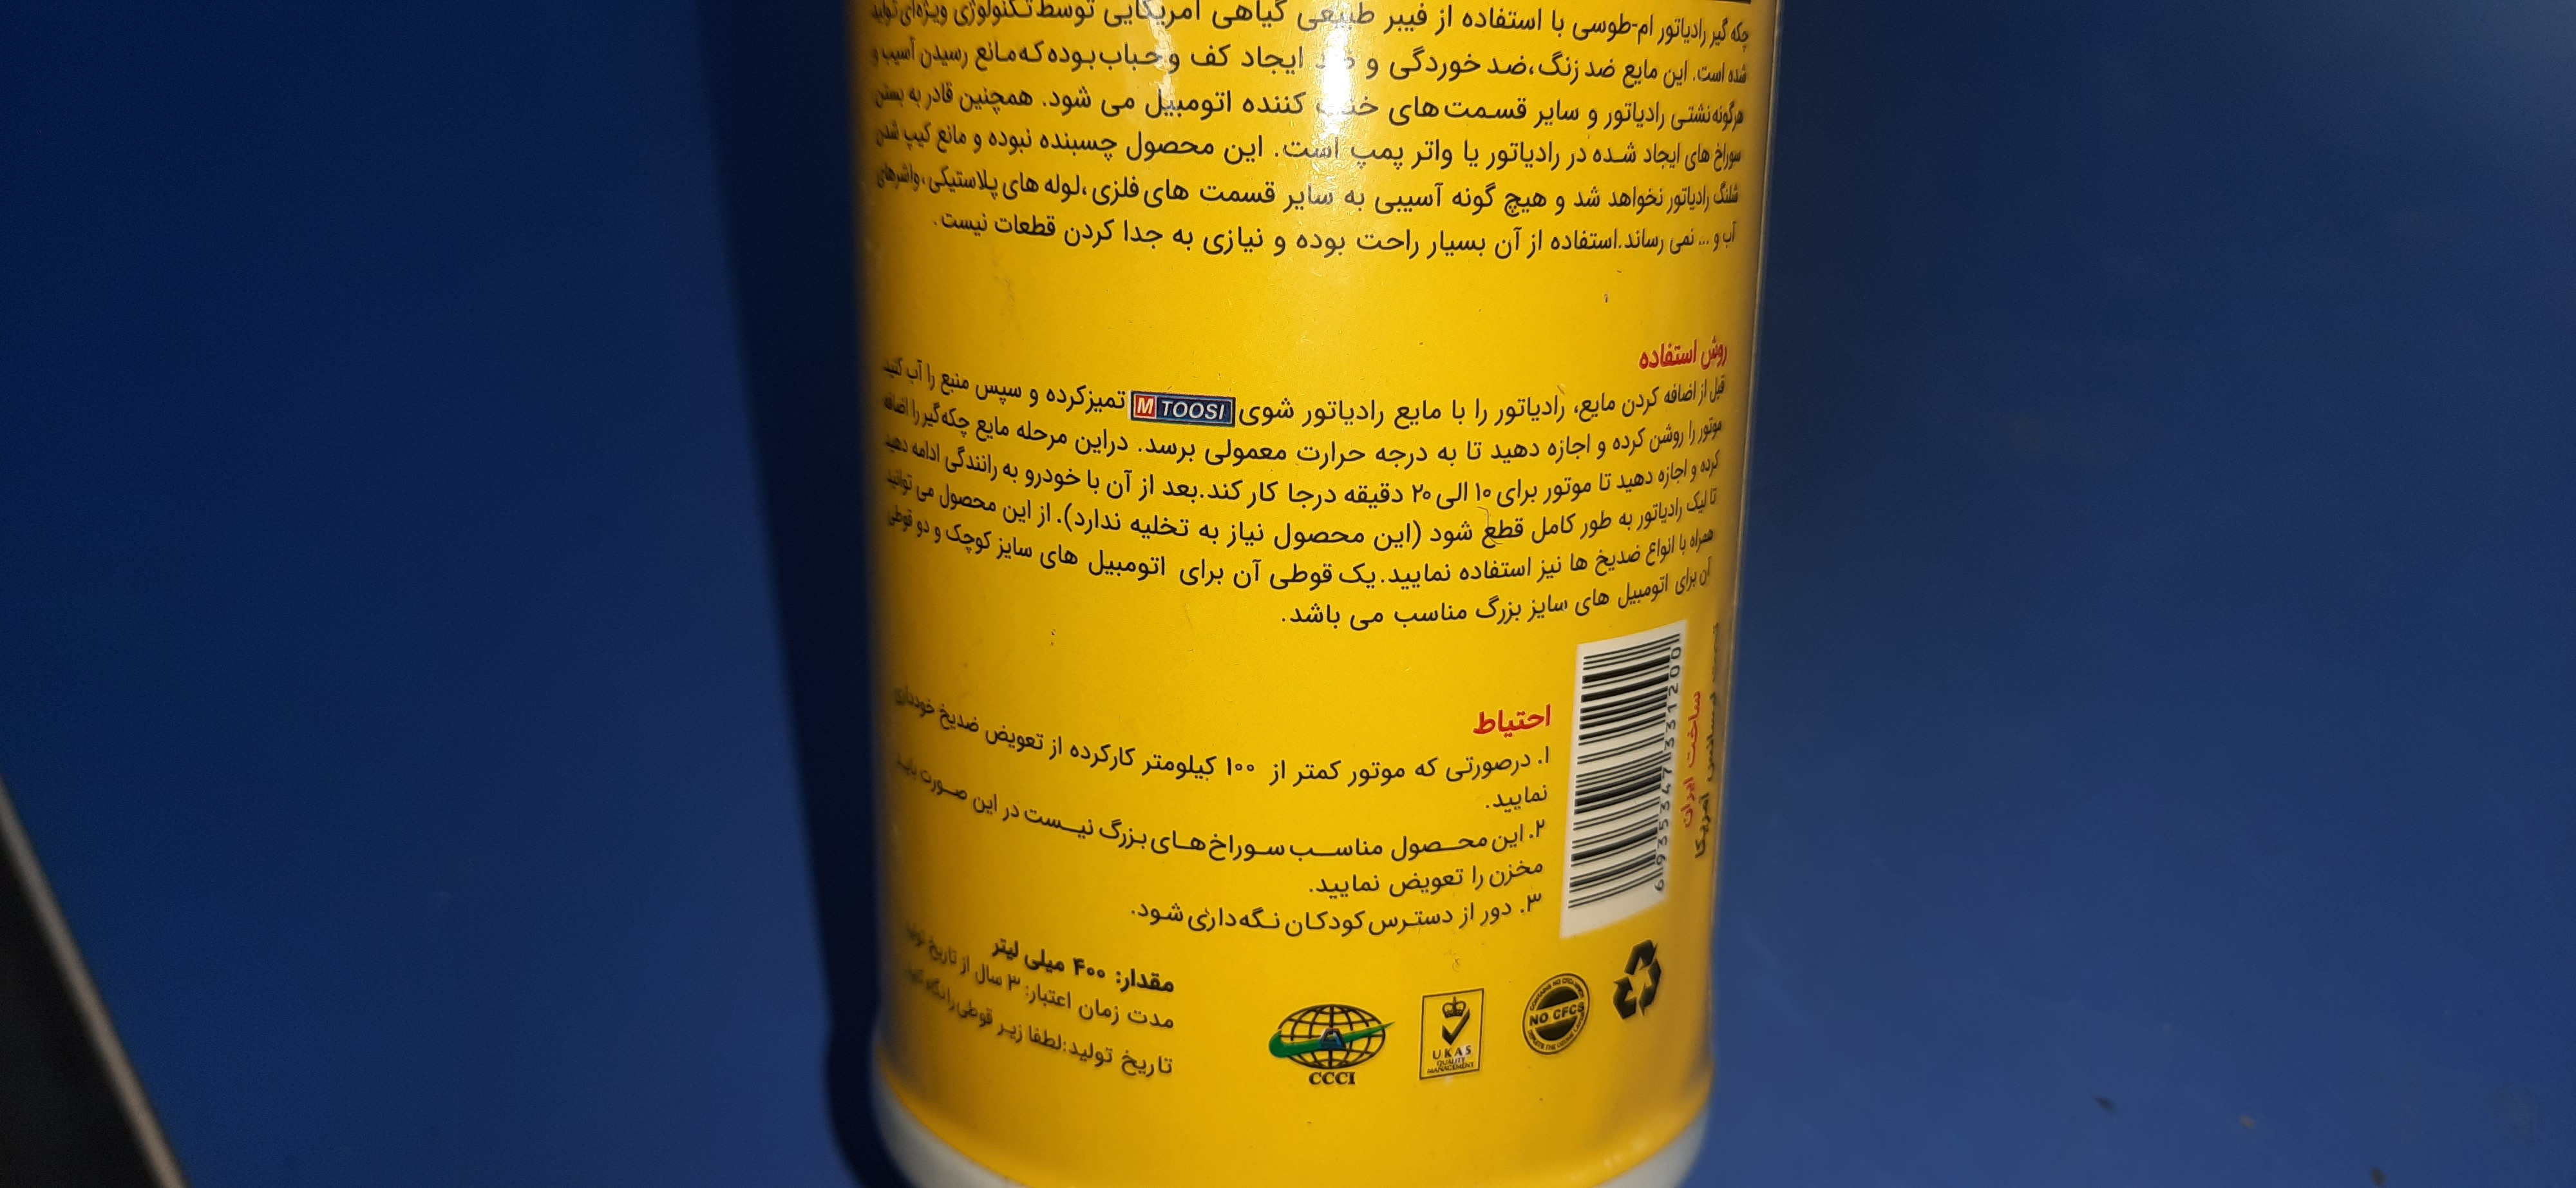 چکه گیر رادیاتور ام-طوسی با استفاده از فیبر طبیعی گیاهی آمریکایی توسط تکنولوژی ویژه‌ای تولید
شده است. این مایع ضد زنگ،ضد خوردگی و ضد ایجاد کف و حباب بوده که مانع رسیدن آسیب و
هرگونه نشتی رادیاتور و سایر قسمت های خنک کننده اتومبیل می شود. همچنین قادر به بستن
سوراخ های ایجاد شده در رادیاتور یا واتر پمپ است. این محصول چسبنده نبوده و مانع کیپ شدن
شلنگ رادیاتور نخواهد شد و هیچ گونه آسیبی به سایر قسمت های فلزی،لوله های پلاستیکی،واشرهای
آب و ... نمی رساند.استفاده از آن بسیار راحت بوده و نیازی به جدا کردن قطعات نیست.
روش استفاده
قبل از اضافه کردن مایع، رادیاتور را با مایع رادیاتور شوی M TOOSI تمیزکرده و سپس منبع را آب کنید
موتور را روشن کرده و اجازه دهید تا به درجه حرارت معمولی برسد. دراین مرحله مایع چکه‌گیر را اضافه
کرده و اجازه دهید تا موتور برای ۱۰ الی ۲۰ دقیقه درجا کار کند.بعد از آن با خودرو به رانندگی ادامه دهید
تا لیک رادیاتور به طور کامل قطع شود (این محصول نیاز به تخلیه ندارد). از این محصول می توانید
همراه با انواع ضدیخ ها نیز استفاده نمایید.یک قوطی آن برای اتومبیل های سایز کوچک و دو قوطی
آن برای اتومبیل های سایز بزرگ مناسب می باشد.
احتیاط
۱. درصورتی که موتور کمتر از ۱۰۰ کیلومتر کارکرده از تعویض ضدیخ خودداری
نمایید.
۲. این محصول مناسب سوراخ های بزرگ نیست در این صورت باید
مخزن را تعویض نمایید.
۳. دور از دسترس کودکان نگه‌داری شود.
6 935347 331200
ساخت ایران
آمریکا
مقدار: ۴۰۰ میلی لیتر
مدت زمان اعتبار: ۳ سال از تاریخ تولید
تاریخ تولید:لطفا زیر قوطی را نگاه کنید
NO CFCS
UKAS
QUALITY
MANAGEMENT
CCCI